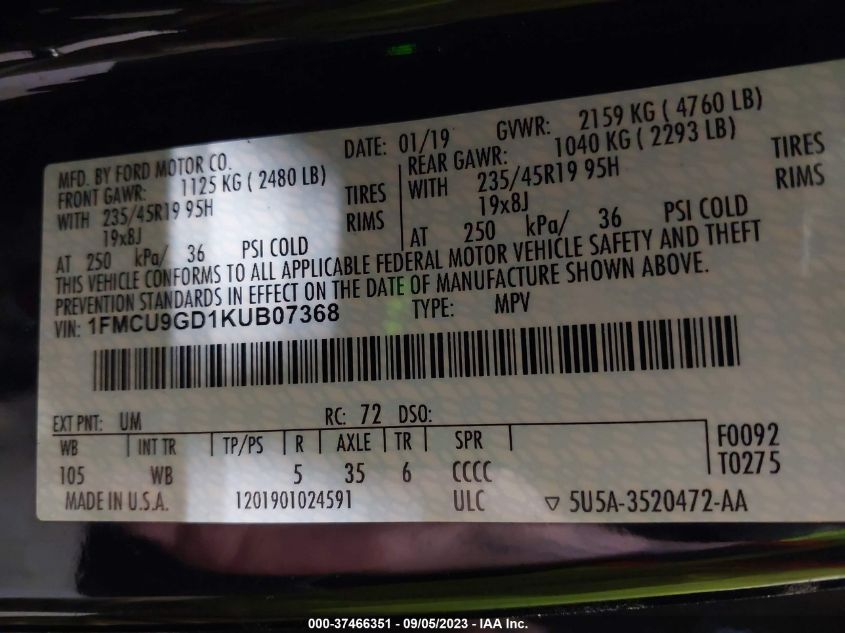 MFD. BY FORD MOTOR CO. DATE: 01/19 GVWR: 2159 KG ( 4760 LB)
FRONT GAWR: 1125 KG ( 2480 LB) REAR GAWR: 1040 KG ( 2293 LB)
WITH 235/45R19 95H TIRES WITH 235/45R19 95H TIRES
19x8J RIMS 19x8J RIMS
AT 250 kPa/ 36 PSI COLD AT 250 kPa/ 36 PSI COLD
THIS VEHICLE CONFORMS TO ALL APPLICABLE FEDERAL MOTOR VEHICLE SAFETY AND THEFT
PREVENTION STANDARDS IN EFFECT ON THE DATE OF MANUFACTURE SHOWN ABOVE.
VIN: 1FMCU9GD1KUB07368 TYPE: MPV
EXT PNT: UM RC: 72 DSO:
WB INT TR TP/PS R AXLE TR SPR F0092
105 WB 5 35 6 CCCC T0275
MADE IN U.S.A. 1201901024591 ULC ▽ 5U5A-3520472-AA
000-37466351 - 09/05/2023 - IAA Inc.